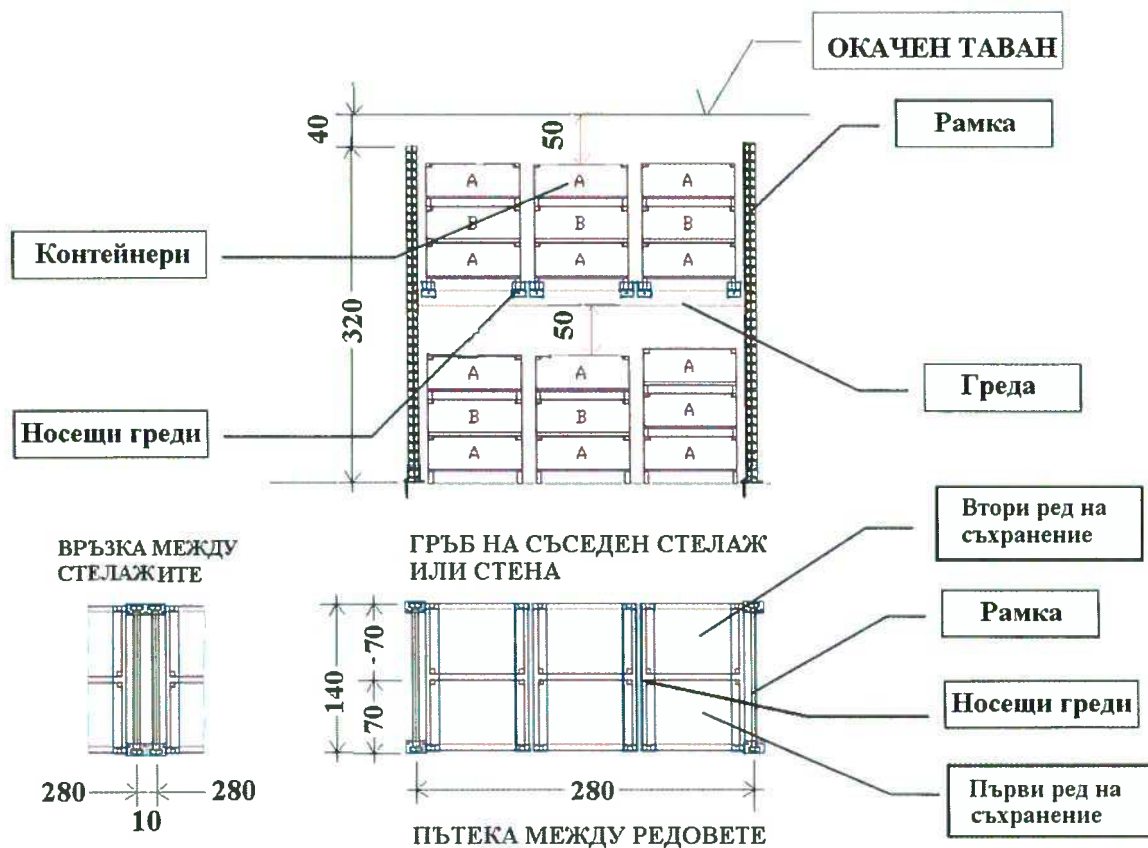 ОКАЧЕН ТАВАН
40
50
Рамка
A A A
B B B
A A A
Контейнери
320
50
Греда
A A A
B B A
A A A
Носещи греди
Втори ред на
съхранение
ВРЪЗКА МЕЖДУ
СТЕЛАЖИТЕ
ГРЪБ НА СЪСЕДЕН СТЕЛАЖ
ИЛИ СТЕНА
Рамка
140
70
70
Носещи греди
280
280
10
280
Първи ред на
съхранение
ПЪТЕКА МЕЖДУ РЕДОВЕТЕ